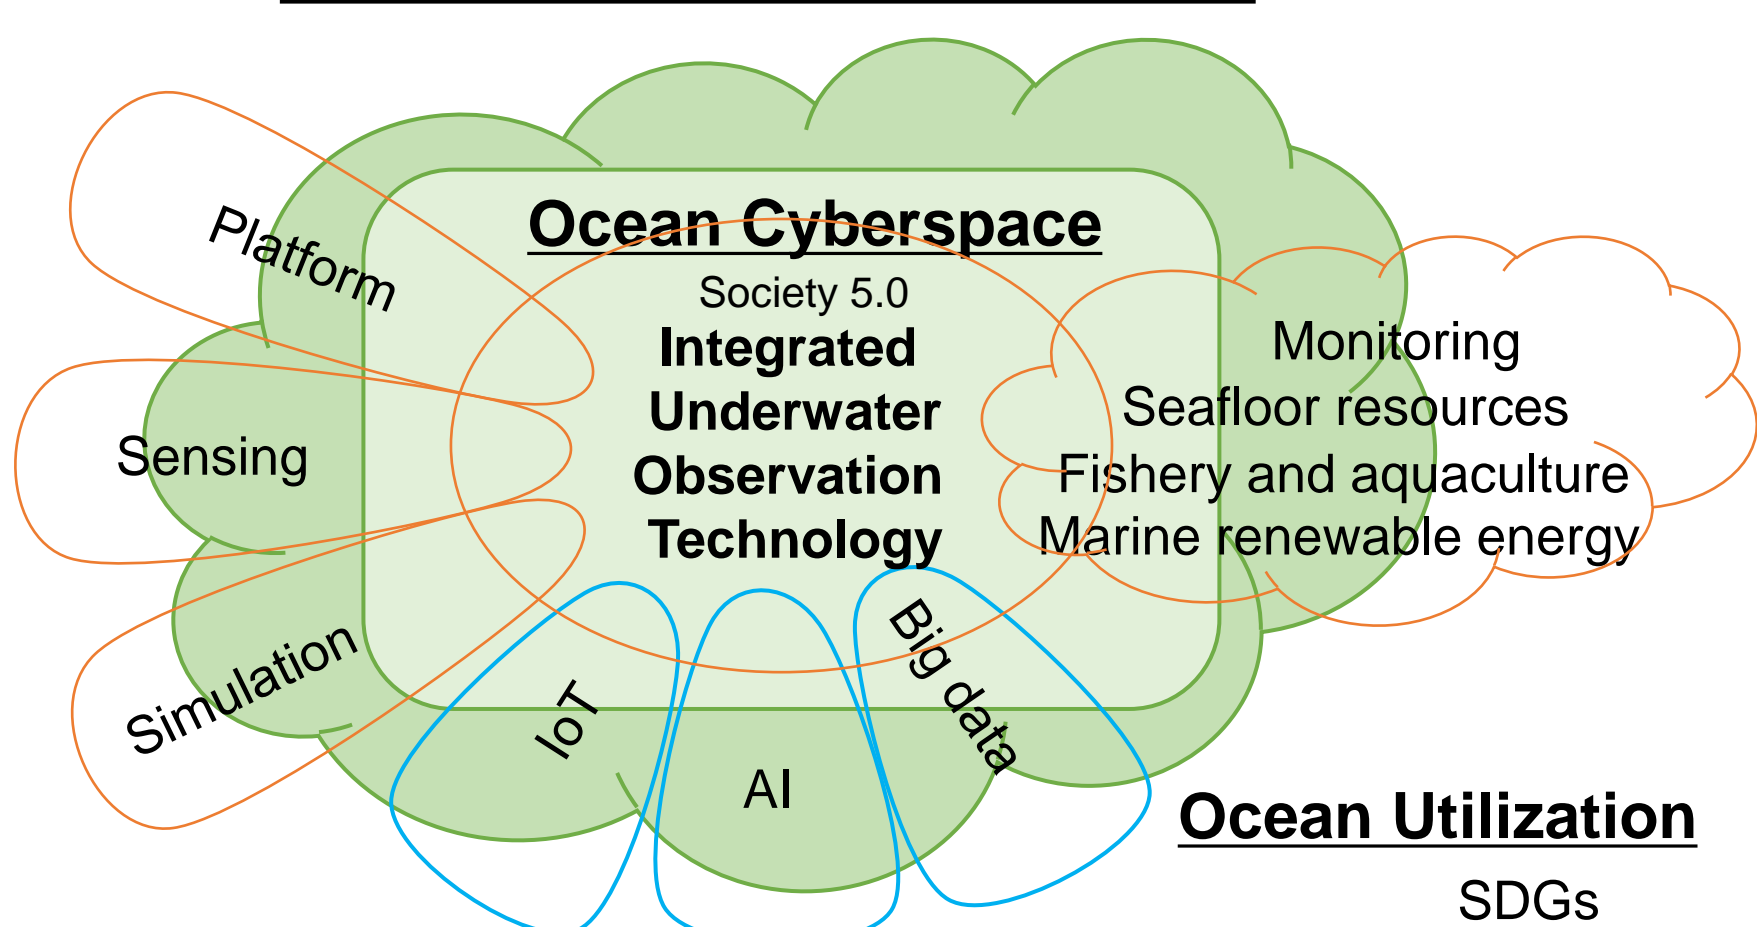 Ocean Cyberspace
Society 5.0
Integrated
Underwater
Observation
Technology
Platform
Sensing
Simulation
IoT
AI
Big data
Monitoring
Seafloor resources
Fishery and aquaculture
Marine renewable energy
Ocean Utilization
SDGs